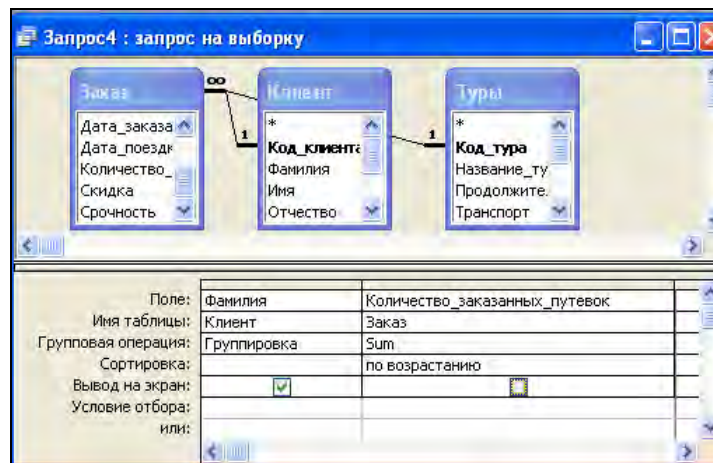 Запрос4 : запрос на выборку
Заказ
Дата_заказа
Дата_поездк
Количество_
Скидка
Срочность
∞
1
Клиент
*
Код_клиента
Фамилия
Имя
Отчество
1
Туры
*
Код_тура
Название_ту
Продолжите.
Транспорт
Поле: Фамилия Количество_заказанных_путевок
Имя таблицы: Клиент Заказ
Групповая операция: Группировка Sum
Сортировка: по возрастанию
Вывод на экран:
Условие отбора:
или: